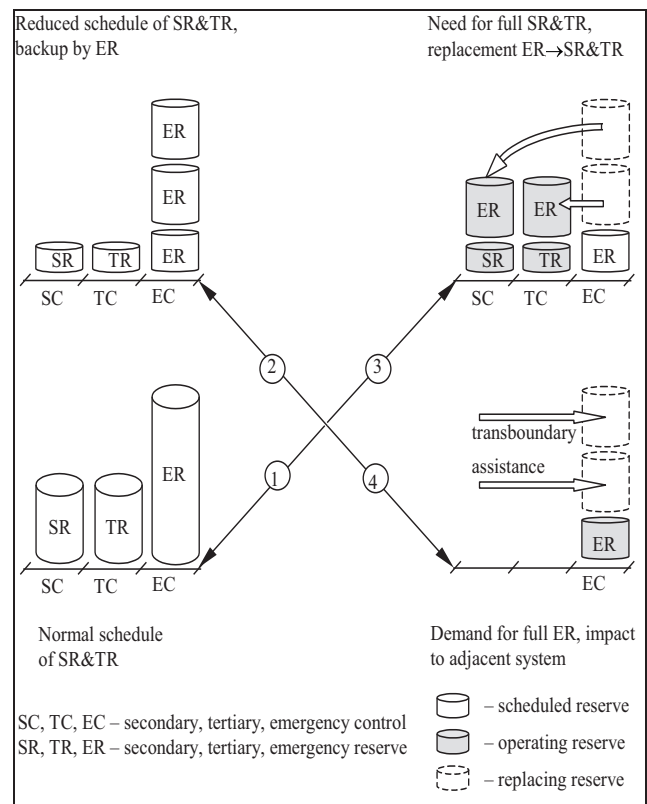 Reduced schedule of SR&TR,
backup by ER
ER
ER
SR
TR
ER
SC
TC
EC
Need for full SR&TR,
replacement ER→SR&TR
ER
ER
SR
TR
ER
SC
TC
EC
2
3
1
4
ER
SR
TR
SC
TC
EC
Normal schedule
of SR&TR
transboundary
assistance
ER
EC
Demand for full ER, impact
to adjacent system
SC, TC, EC – secondary, tertiary, emergency control
SR, TR, ER – secondary, tertiary, emergency reserve
– scheduled reserve
– operating reserve
– replacing reserve